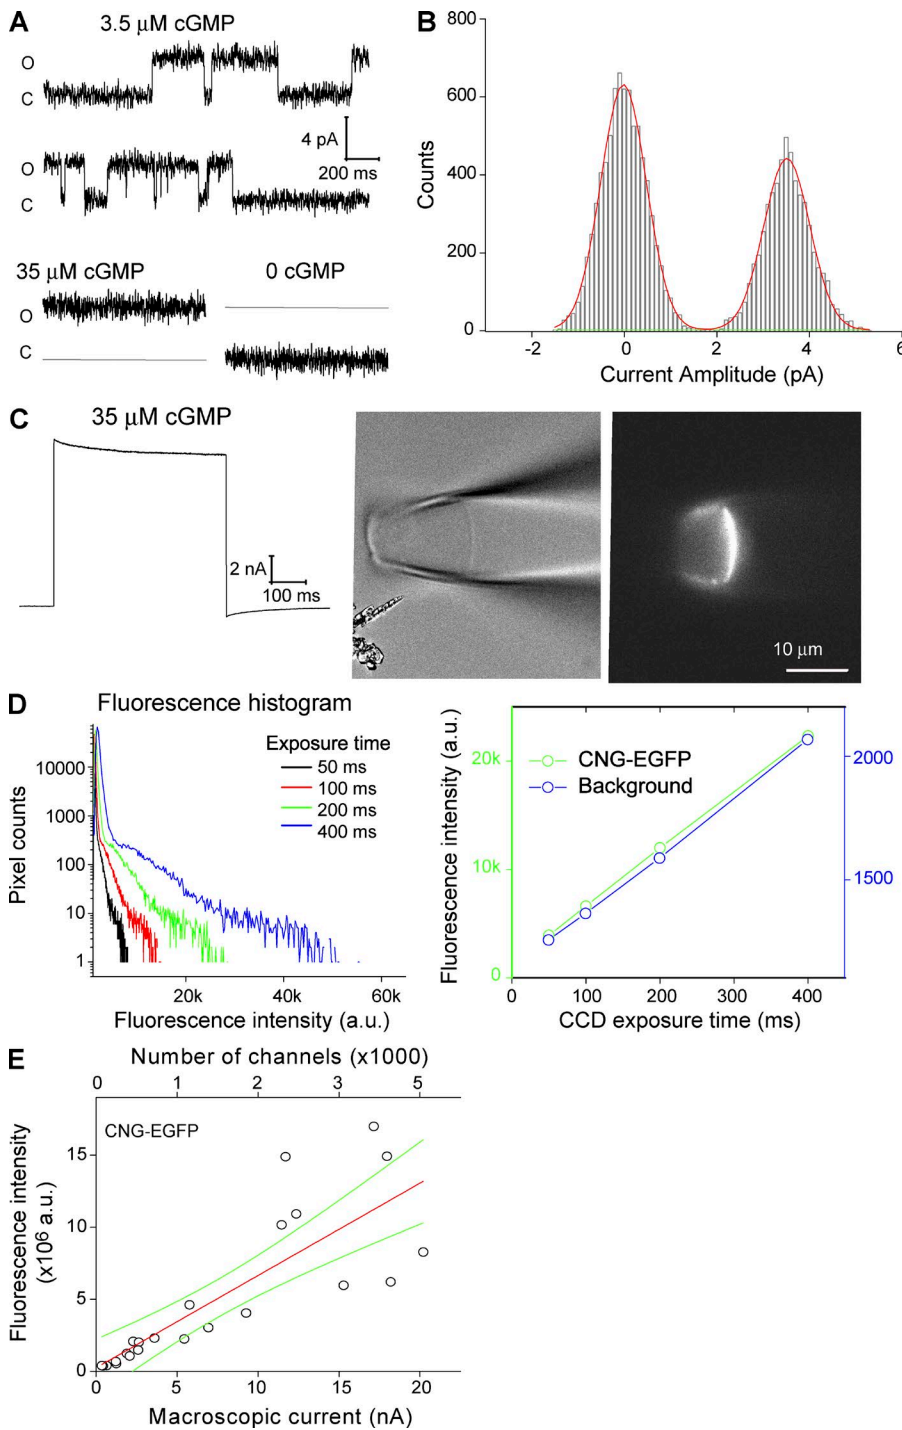 A
3.5 μM cGMP
O
C
4 pA
200 ms
O
C
35 μM cGMP
0 cGMP
O
C
B
800
600
400
200
0
Counts
-2
0
2
4
6
Current Amplitude (pA)
C
35 μM cGMP
2 nA
100 ms
10 μm
D
Fluorescence histogram
Exposure time
50 ms
100 ms
200 ms
400 ms
10000
1000
100
10
1
Pixel counts
20k
40k
60k
Fluorescence intensity (a.u.)
Fluorescence intensity (a.u.)
20k
10k
0
CNG-EGFP
Background
2000
1500
0
100
200
300
400
CCD exposure time (ms)
E
Number of channels (x1000)
0
1
2
3
4
5
CNG-EGFP
Fluorescence intensity
(x10⁶ a.u.)
15
10
5
0
0
5
10
15
20
Macroscopic current (nA)